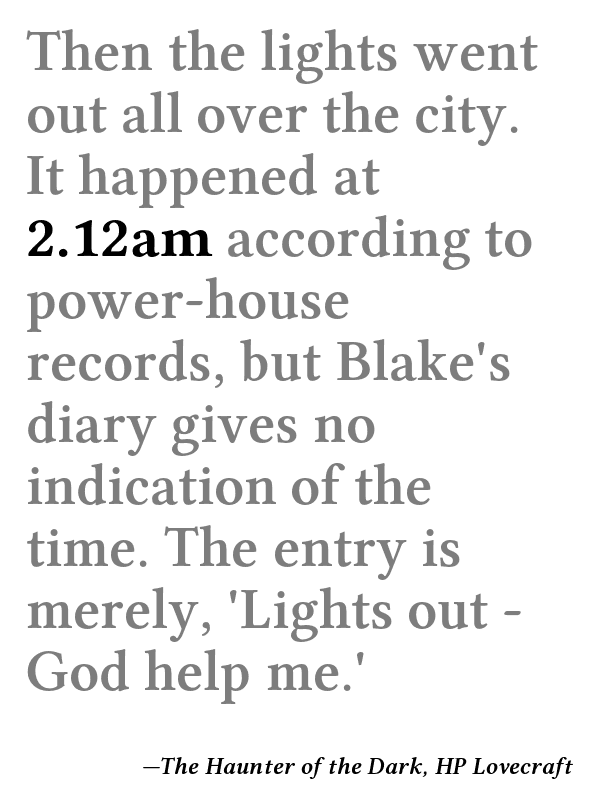 Then the lights went
out all over the city.
It happened at
2.12am according to
power-house
records, but Blake's
diary gives no
indication of the
time. The entry is
merely, 'Lights out -
God help me.'
—The Haunter of the Dark, HP Lovecraft